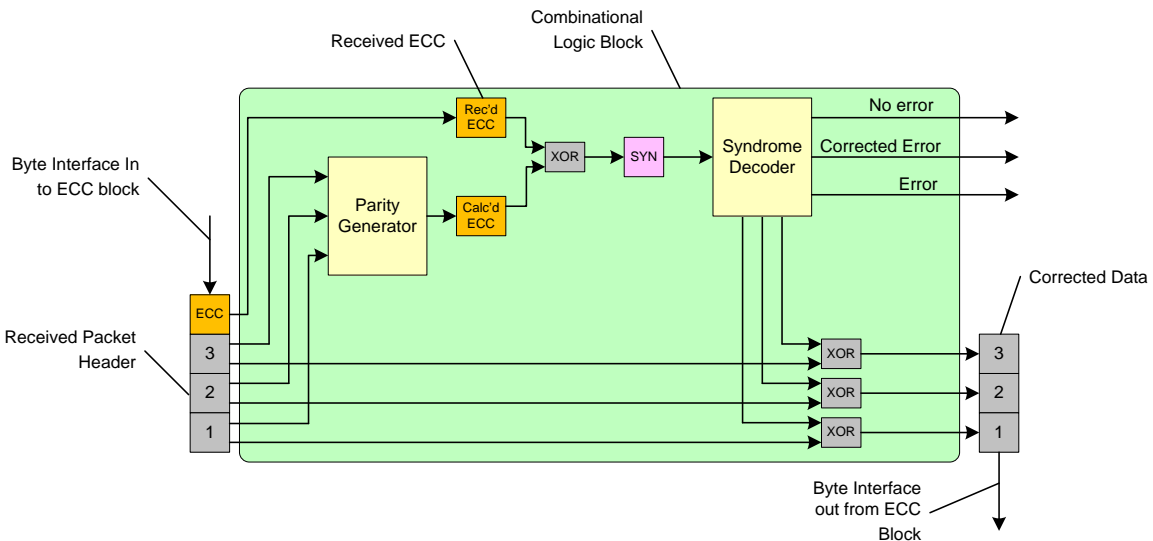 Combinational
Logic Block
Received ECC
Rec'd
ECC
No error
Byte Interface In
to ECC block
XOR
SYN
Syndrome
Decoder
Corrected Error
Error
Parity
Generator
Calc'd
ECC
ECC
Corrected Data
Received Packet
Header
3
2
1
XOR
XOR
XOR
3
2
1
Byte Interface
out from ECC
Block